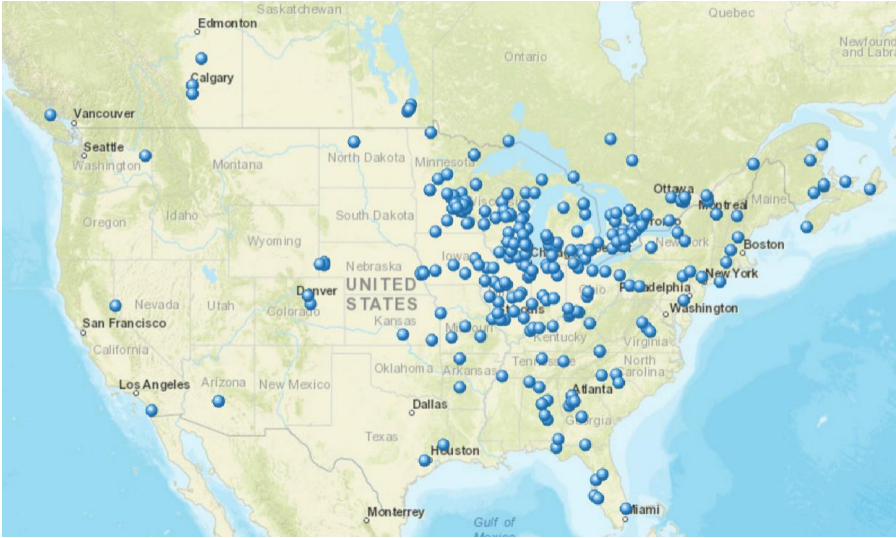 Saskatchewan
Quebec
Edmonton
Newfound
and Labra
Ontario
Calgary
Vancouver
Seattle
Washington
Montana
North Dakota
Minnesota
Ottawa
Montreal
Maine
Oregon
Idaho
South Dakota
Wyoming
Iowa
Boston
Nebraska
UNITED
STATES
New York
Denver
Philadelphia
Nevada
Utah
Colorado
Ohio
Washington
San Francisco
Kansas
Missouri
Kentucky
Virginia
California
Oklahoma
Arkansas
Tennessee
North
Carolina
Los Angeles
Arizona
New Mexico
Atlanta
Dallas
Georgia
Texas
Houston
Miami
Monterrey
Gulf of
Mexico